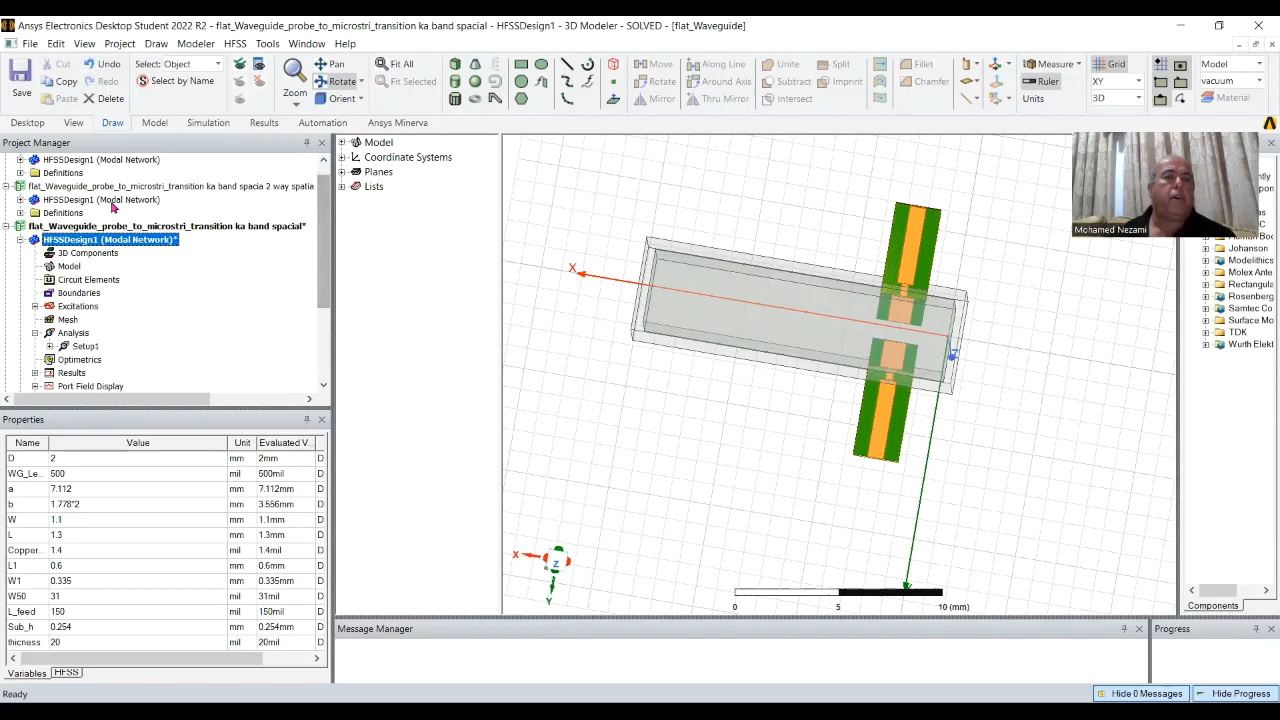 Ansys Electronics Desktop Student 2022 R2 - flat_Waveguide_probe_to_microstri_transition ka band spacial - HFSSDesign1 - 3D Modeler - SOLVED - [flat_Waveguide]
File Edit View Project Draw Modeler HFSS Tools Window Help
Save
Cut Undo
Copy Redo
Paste Delete
Select: Object
Select by Name
Zoom
Pan
Rotate
Orient
Fit All
Fit Selected
Move Along Line
Rotate Around Axis
Mirror Thru Mirror
Unite Split
Subtract Imprint
Intersect
Fillet
Chamfer
Measure
Ruler
Units
Grid
XY
3D
Model
vacuum
Material
Desktop View Draw Model Simulation Results Automation Ansys Minerva
Project Manager
HFSSDesign1 (Modal Network)
Definitions
flat_Waveguide_probe_to_microstri_transition ka band spacia 2 way spatia
HFSSDesign1 (Modal Network)
Definitions
flat_Waveguide_probe_to_microstri_transition ka band spacial*
HFSSDesign1 (Modal Network)*
3D Components
Model
Circuit Elements
Boundaries
Excitations
Mesh
Analysis
Setup1
Optimetrics
Results
Port Field Display
Properties
Name Value Unit Evaluated V...
D 2 mm 2mm D
WG_Le... 500 mil 500mil D
a 7.112 mm 7.112mm D
b 1.778*2 mm 3.556mm D
W 1.1 mm 1.1mm D
L 1.3 mm 1.3mm D
Copper... 1.4 mil 1.4mil D
L1 0.6 mm 0.6mm D
W1 0.335 mm 0.335mm D
W50 31 mil 31mil D
L_feed 150 mil 150mil D
Sub_h 0.254 mm 0.254mm D
thicness 20 mil 20mil D
Variables HFSS
Model
Coordinate Systems
Planes
Lists
X
Z
X
Z
Y
0 5 10 (mm)
Mohamed Nezami
Johanson
Modelithics
Molex Ante
Rectangula
Rosenberg
Samtec Co
Surface Mo
TDK
Wurth Elekt
Components
Message Manager
Progress
Ready
Hide 0 Messages
Hide Progress